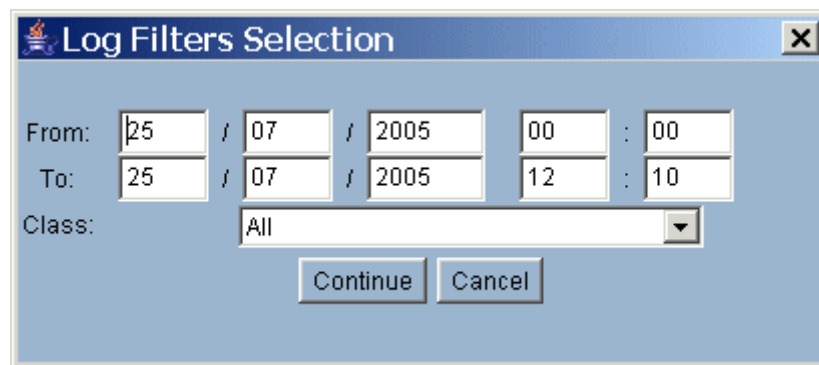 Log Filters Selection
From: 25 / 07 / 2005 00 : 00
To: 25 / 07 / 2005 12 : 10
Class: All
Continue Cancel